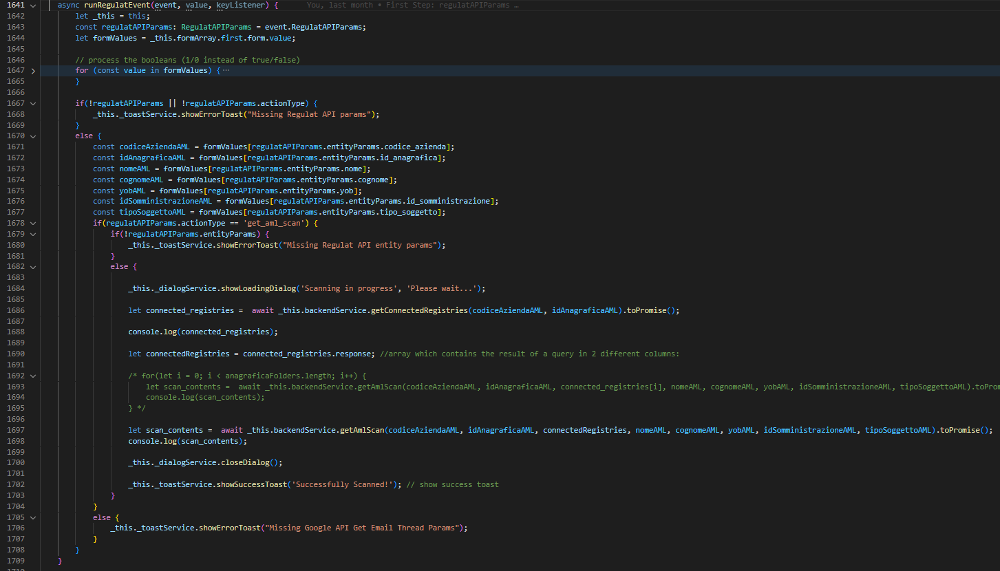 1641 async runRegulatEvent(event, value, keyListener) { You, last month • First Step: regulatAPIParams …
1642 let _this = this;
1643 const regulatAPIParams: RegulatAPIParams = event.RegulatAPIParams;
1644 let formValues = _this.formArray.first.form.value;
1645
1646 // process the booleans (1/0 instead of true/false)
1647 for (const value in formValues) { ···
1665 }
1666
1667 if(!regulatAPIParams || !regulatAPIParams.actionType) {
1668 _this._toastService.showErrorToast("Missing Regulat API params");
1669 }
1670 else {
1671 const codiceAziendaAML = formValues[regulatAPIParams.entityParams.codice_azienda];
1672 const idAnagraficaAML = formValues[regulatAPIParams.entityParams.id_anagrafica];
1673 const nomeAML = formValues[regulatAPIParams.entityParams.nome];
1674 const cognomeAML = formValues[regulatAPIParams.entityParams.cognome];
1675 const yobAML = formValues[regulatAPIParams.entityParams.yob];
1676 const idSomministrazioneAML = formValues[regulatAPIParams.entityParams.id_somministrazione];
1677 const tipoSoggettoAML = formValues[regulatAPIParams.entityParams.tipo_soggetto];
1678 if(regulatAPIParams.actionType == 'get_aml_scan') {
1679 if(!regulatAPIParams.entityParams) {
1680 _this._toastService.showErrorToast("Missing Regulat API entity params");
1681 }
1682 else {
1683
1684 _this._dialogService.showLoadingDialog('Scanning in progress', 'Please wait...');
1685
1686 let connected_registries =  await _this.backendService.getConnectedRegistries(codiceAziendaAML, idAnagraficaAML).toPromise();
1687
1688 console.log(connected_registries);
1689
1690 let connectedRegistries = connected_registries.response; //array which contains the result of a query in 2 different columns:
1691
1692 /* for(let i = 0; i < anagraficaFolders.length; i++) {
1693 let scan_contents =  await _this.backendService.getAmlScan(codiceAziendaAML, idAnagraficaAML, connected_registries[i], nomeAML, cognomeAML, yobAML, idSomministrazioneAML, tipoSoggettoAML).toProm
1694 console.log(scan_contents);
1695 } */
1696
1697 let scan_contents =  await _this.backendService.getAmlScan(codiceAziendaAML, idAnagraficaAML, connectedRegistries, nomeAML, cognomeAML, yobAML, idSomministrazioneAML, tipoSoggettoAML).toPromise();
1698 console.log(scan_contents);
1699
1700 _this._dialogService.closeDialog();
1701
1702 _this._toastService.showSuccessToast('Successfully Scanned!'); // show success toast
1703 }
1704 }
1705 else {
1706 _this._toastService.showErrorToast("Missing Google API Get Email Thread Params");
1707 }
1708 }
1709 }